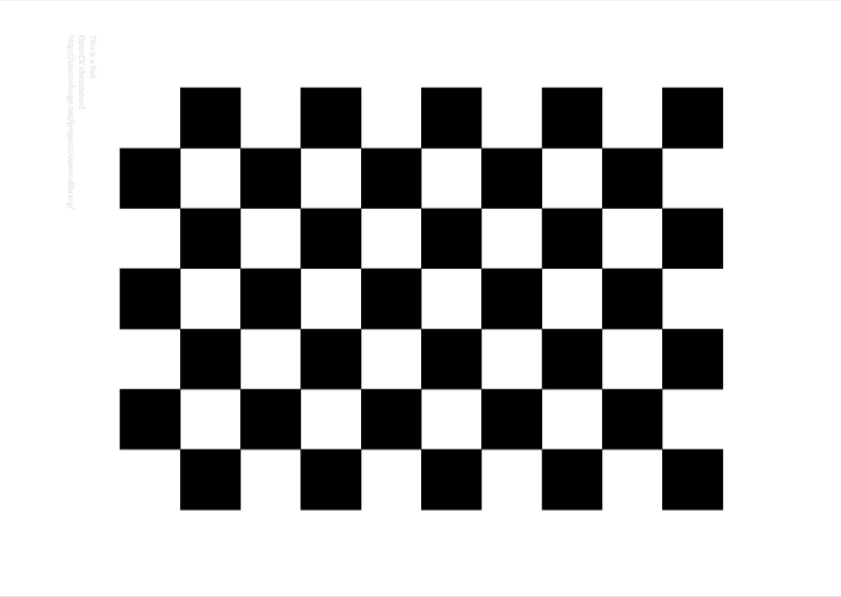 This is a 9x6
OpenCV chessboard
http://sourceforge.net/projects/opencvlibrary/